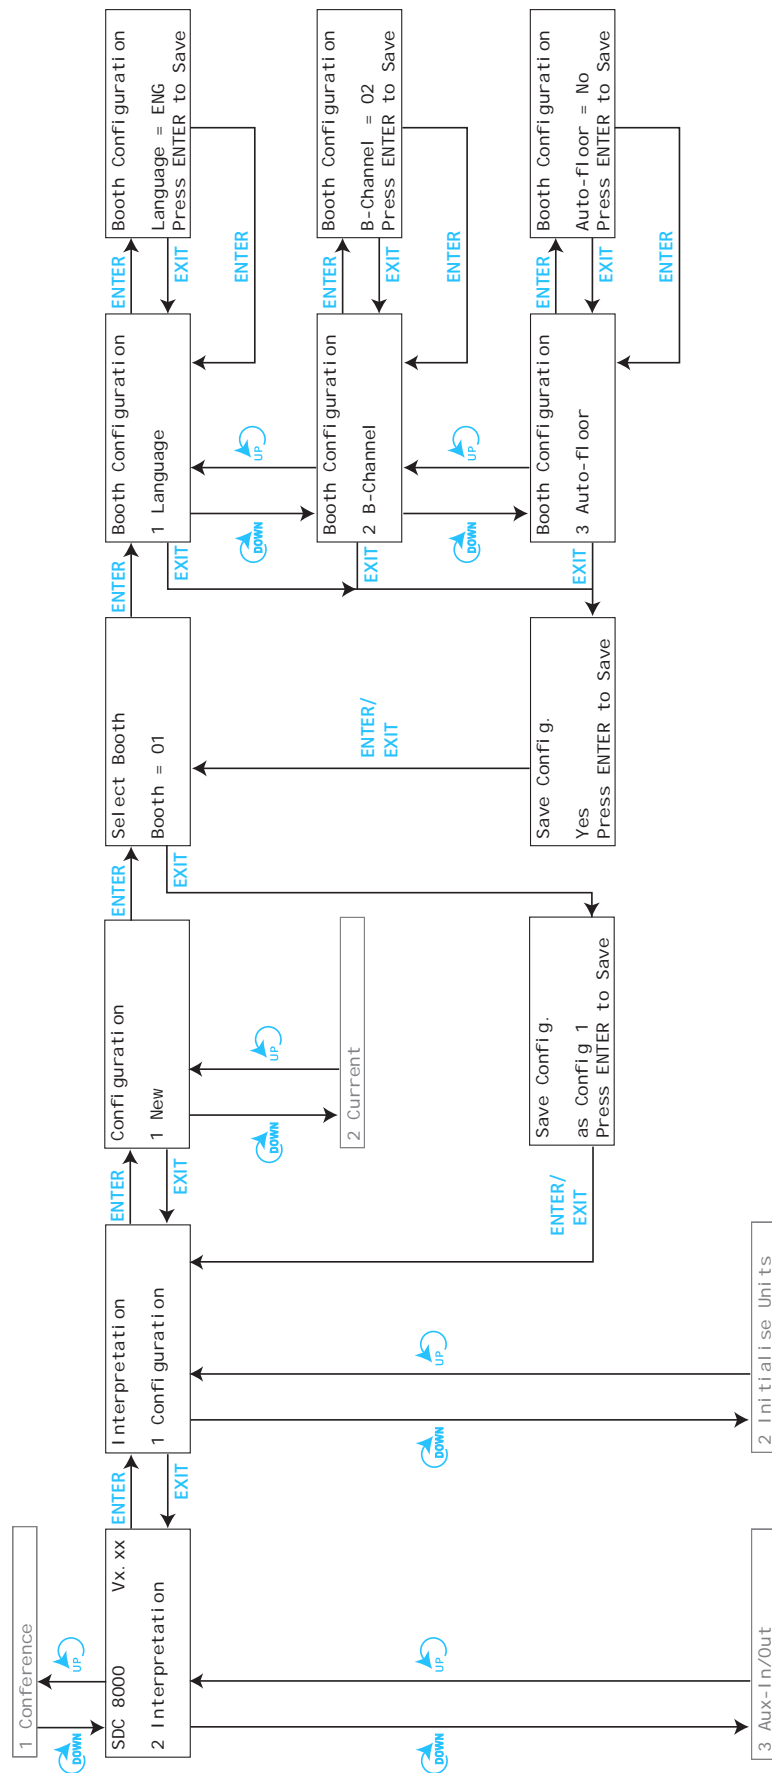 1 Conference
DOWN
UP
SDC 8000 Vx.xx
2 Interpretation
ENTER
EXIT
DOWN
UP
3 Aux-In/Out
Interpretation
1 Configuration
ENTER
EXIT
DOWN
UP
2 Initialise Units
Configuration
1 New
ENTER
EXIT
DOWN
UP
2 Current
Select Booth
Booth = 01
ENTER
EXIT
Save Config.
as Config 1
Press ENTER to Save
ENTER/
EXIT
Save Config.
Yes
Press ENTER to Save
ENTER/
EXIT
Booth Configuration
1 Language
ENTER
EXIT
ENTER
EXIT
Booth Configuration
Language = ENG
Press ENTER to Save
DOWN
UP
Booth Configuration
2 B-Channel
ENTER
EXIT
ENTER
EXIT
Booth Configuration
B-Channel = 02
Press ENTER to Save
DOWN
UP
Booth Configuration
3 Auto-floor
ENTER
EXIT
ENTER
EXIT
Booth Configuration
Auto-floor = No
Press ENTER to Save